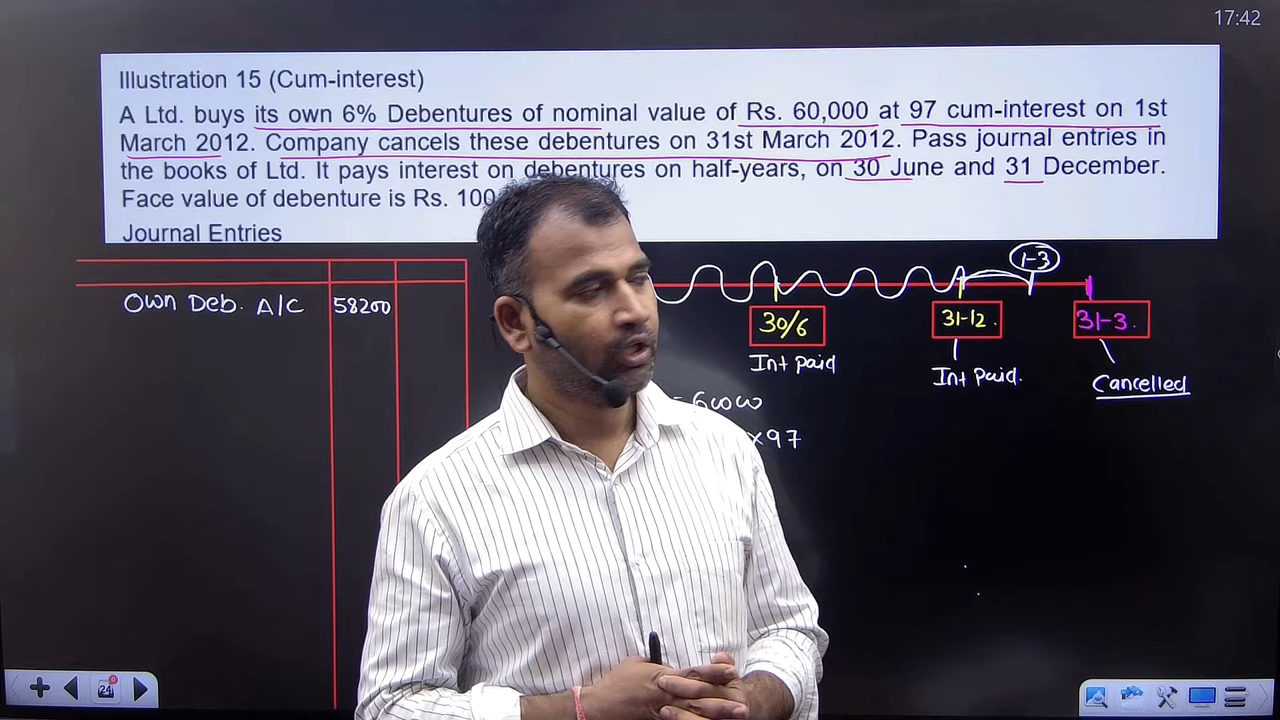 17:42
Illustration 15 (Cum-interest)
A Ltd. buys its own 6% Debentures of nominal value of Rs. 60,000 at 97 cum-interest on 1st
March 2012. Company cancels these debentures on 31st March 2012. Pass journal entries in
the books of Ltd. It pays interest on debentures on half-years, on 30 June and 31 December.
Face value of debenture is Rs. 100
Journal Entries
1-3
Own Deb. A/C 58200
30/6 31-12. 31-3.
Int paid Int Paid. Cancelled
x97
24